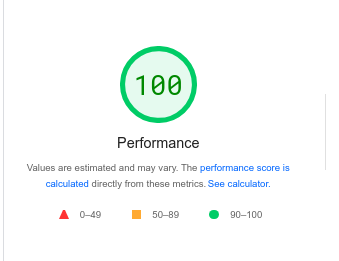 100
Performance
Values are estimated and may vary. The performance score is
calculated directly from these metrics. See calculator.
0–49 50–89 90–100